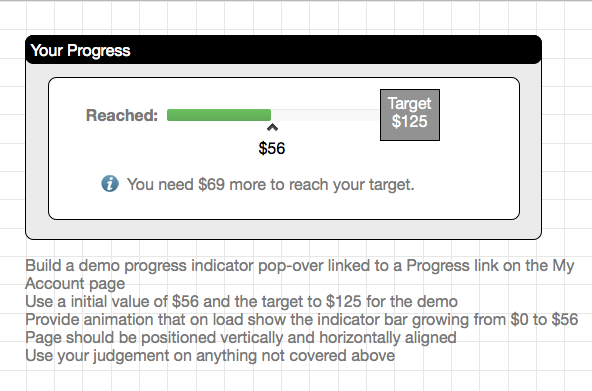 Your Progress
Reached:
Target
$125
$56
You need $69 more to reach your target.
Build a demo progress indicator pop-over linked to a Progress link on the My
Account page
Use a initial value of $56 and the target to $125 for the demo
Provide animation that on load show the indicator bar growing from $0 to $56
Page should be positioned vertically and horizontally aligned
Use your judgement on anything not covered above